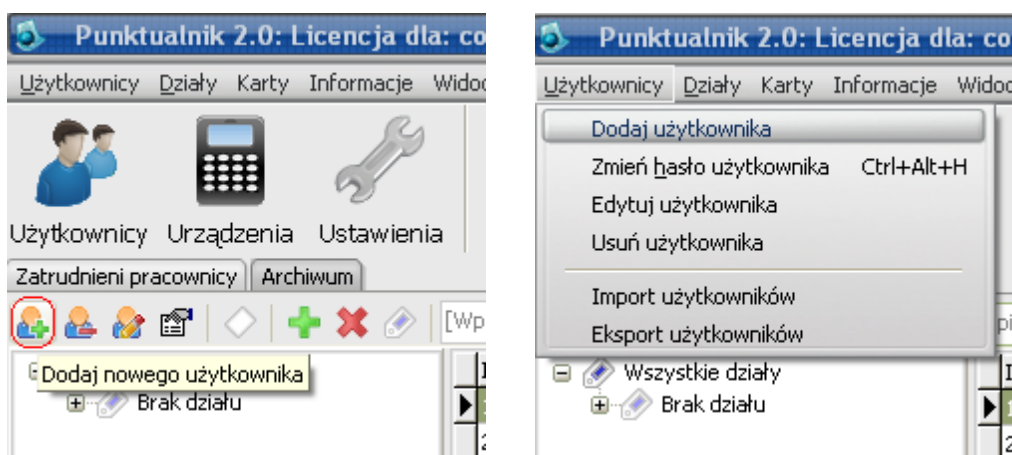 Punktualnik 2.0: Licencja dla: co
Użytkownicy Działy Karty Informacje Widoc
Użytkownicy Urządzenia Ustawienia
Zatrudnieni pracownicy Archiwum
[Wp
Dodaj nowego użytkownika
Brak działu
Punktualnik 2.0: Licencja dla: co
Użytkownicy Działy Karty Informacje Widoc
Dodaj użytkownika
Zmień hasło użytkownika Ctrl+Alt+H
Edytuj użytkownika
Usuń użytkownika
Import użytkowników
Eksport użytkowników
Wszystkie działy
Brak działu